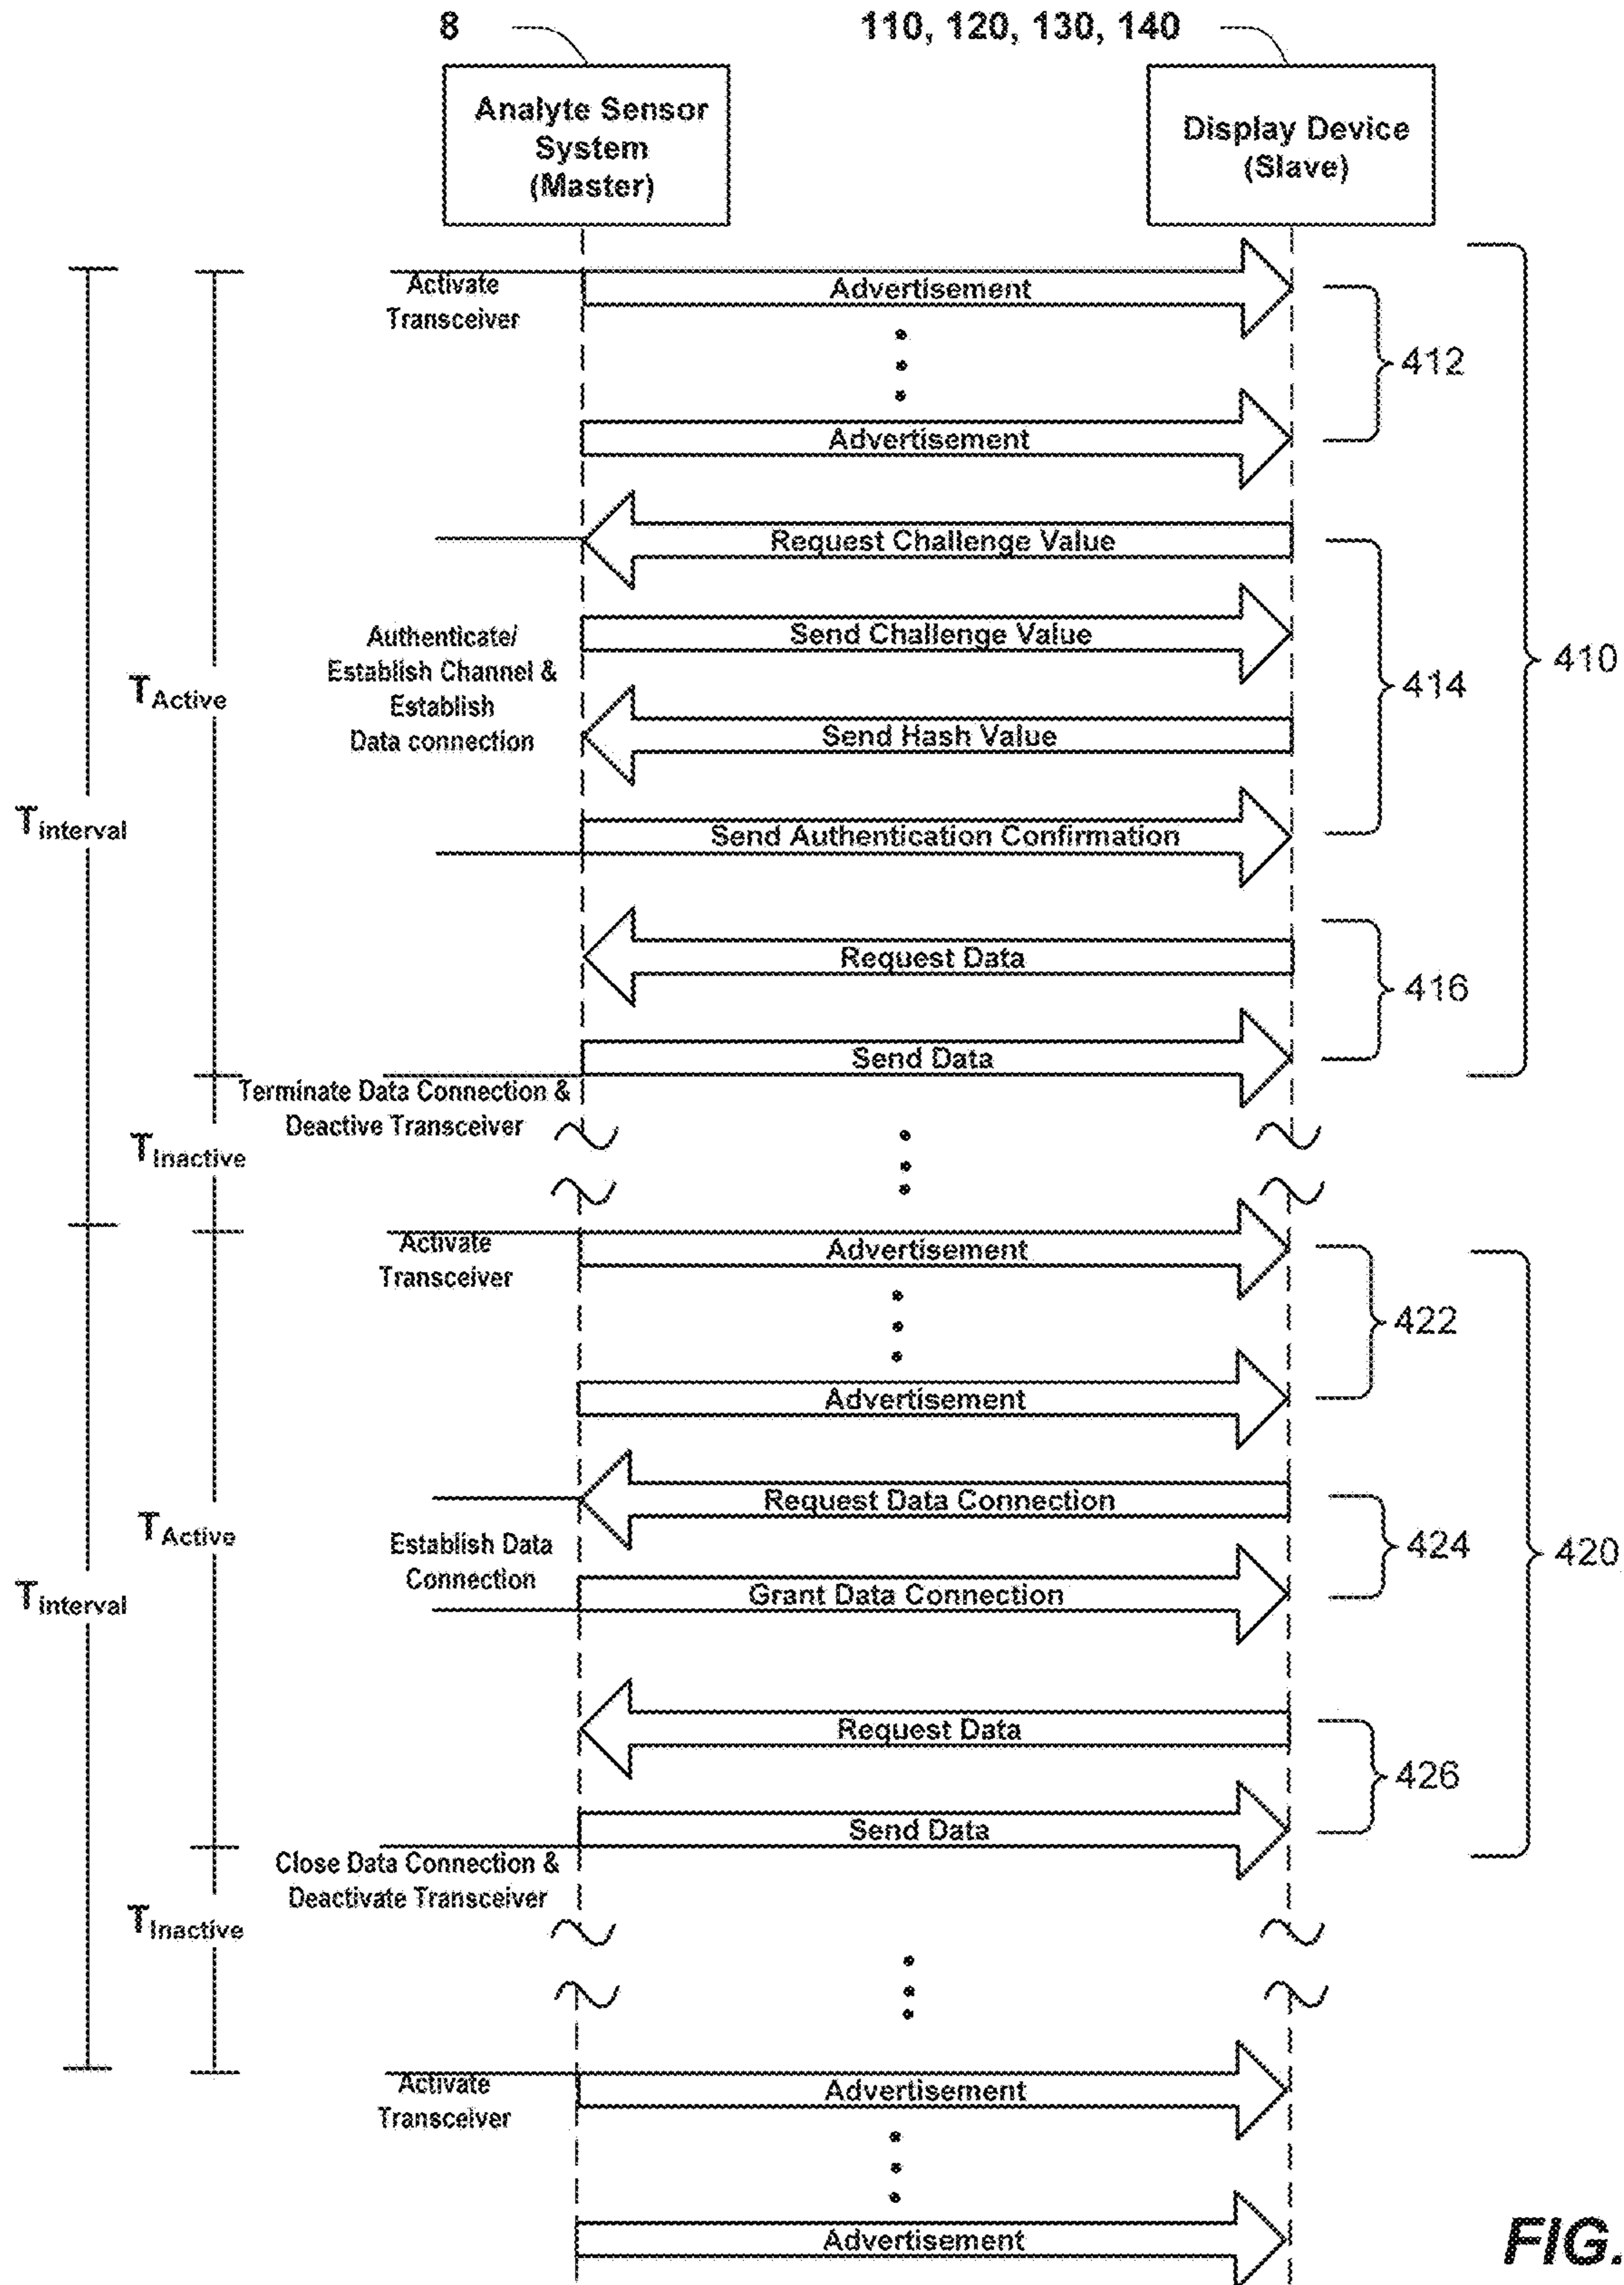 8
110, 120, 130, 140
Analyte Sensor
System
(Master)
Display Device
(Slave)
Activate
Transceiver
Advertisement
412
Advertisement
Request Challenge Value
Authenticate/
Establish Channel &
Establish
Data connection
Send Challenge Value
410
414
TActive
Send Hash Value
Tinterval
Send Authentication Confirmation
Request Data
416
Send Data
Terminate Data Connection &
Deactive Transceiver
TInactive
Activate
Transceiver
Advertisement
422
Advertisement
Request Data Connection
TActive
Establish Data
Connection
424
420
Grant Data Connection
Tinterval
Request Data
426
Send Data
Close Data Connection &
Deactivate Transceiver
TInactive
Activate
Transceiver
Advertisement
Advertisement
FIG.